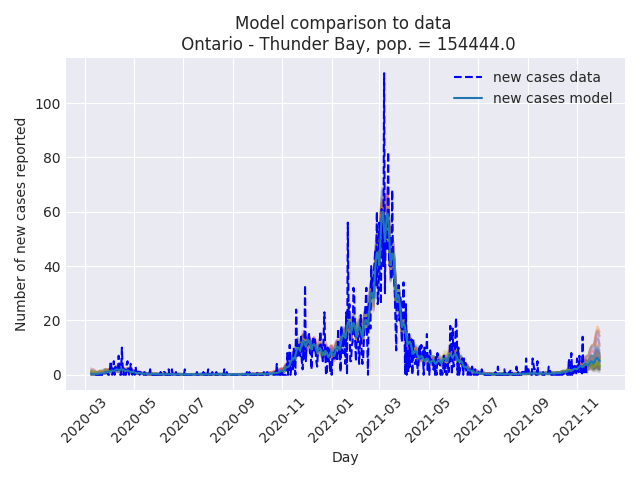 Model comparison to data
Ontario - Thunder Bay, pop. = 154444.0
new cases data
new cases model
Number of new cases reported
100
80
60
40
20
0
2020-03
2020-05
2020-07
2020-09
2020-11
2021-01
2021-03
2021-05
2021-07
2021-09
2021-11
Day